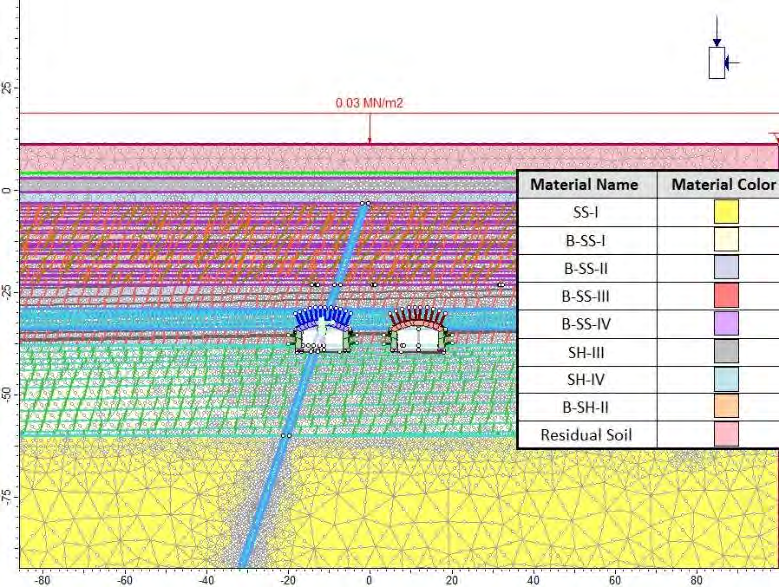 25
0.03 MN/m2
0
-25
-50
-75
Material Name Material Color
SS-I
B-SS-I
B-SS-II
B-SS-III
B-SS-IV
SH-III
SH-IV
B-SH-II
Residual Soil
-80 -60 -40 -20 0 20 40 60 80